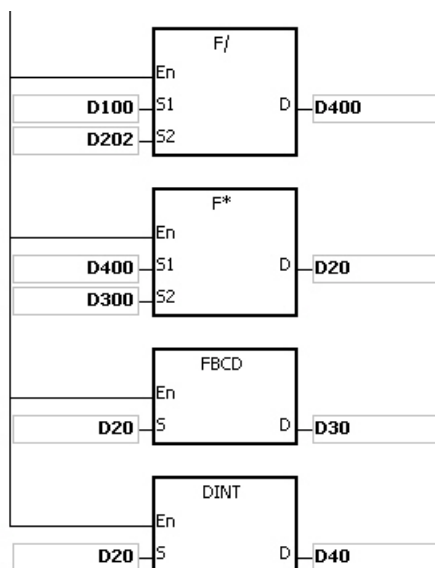 F/
En
D100 S1 D D400
D202 S2
F*
En
D400 S1 D D20
D300 S2
FBCD
En
D20 S D D30
DINT
En
D20 S D D40